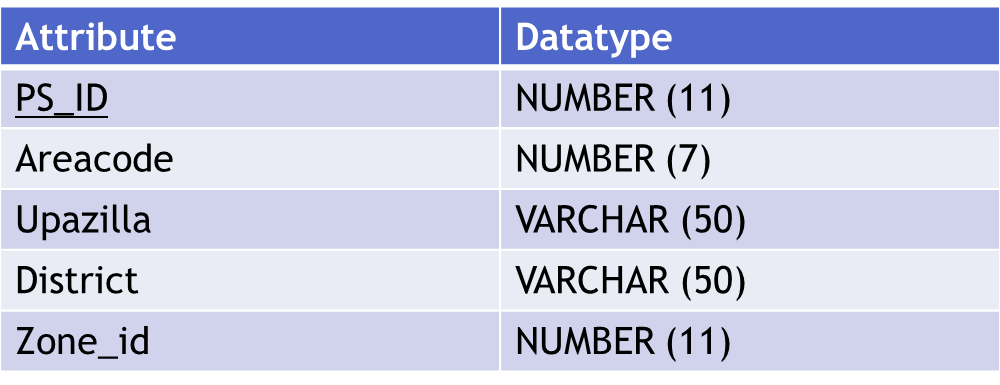 Attribute Datatype
PS_ID NUMBER (11)
Areacode NUMBER (7)
Upazilla VARCHAR (50)
District VARCHAR (50)
Zone_id NUMBER (11)